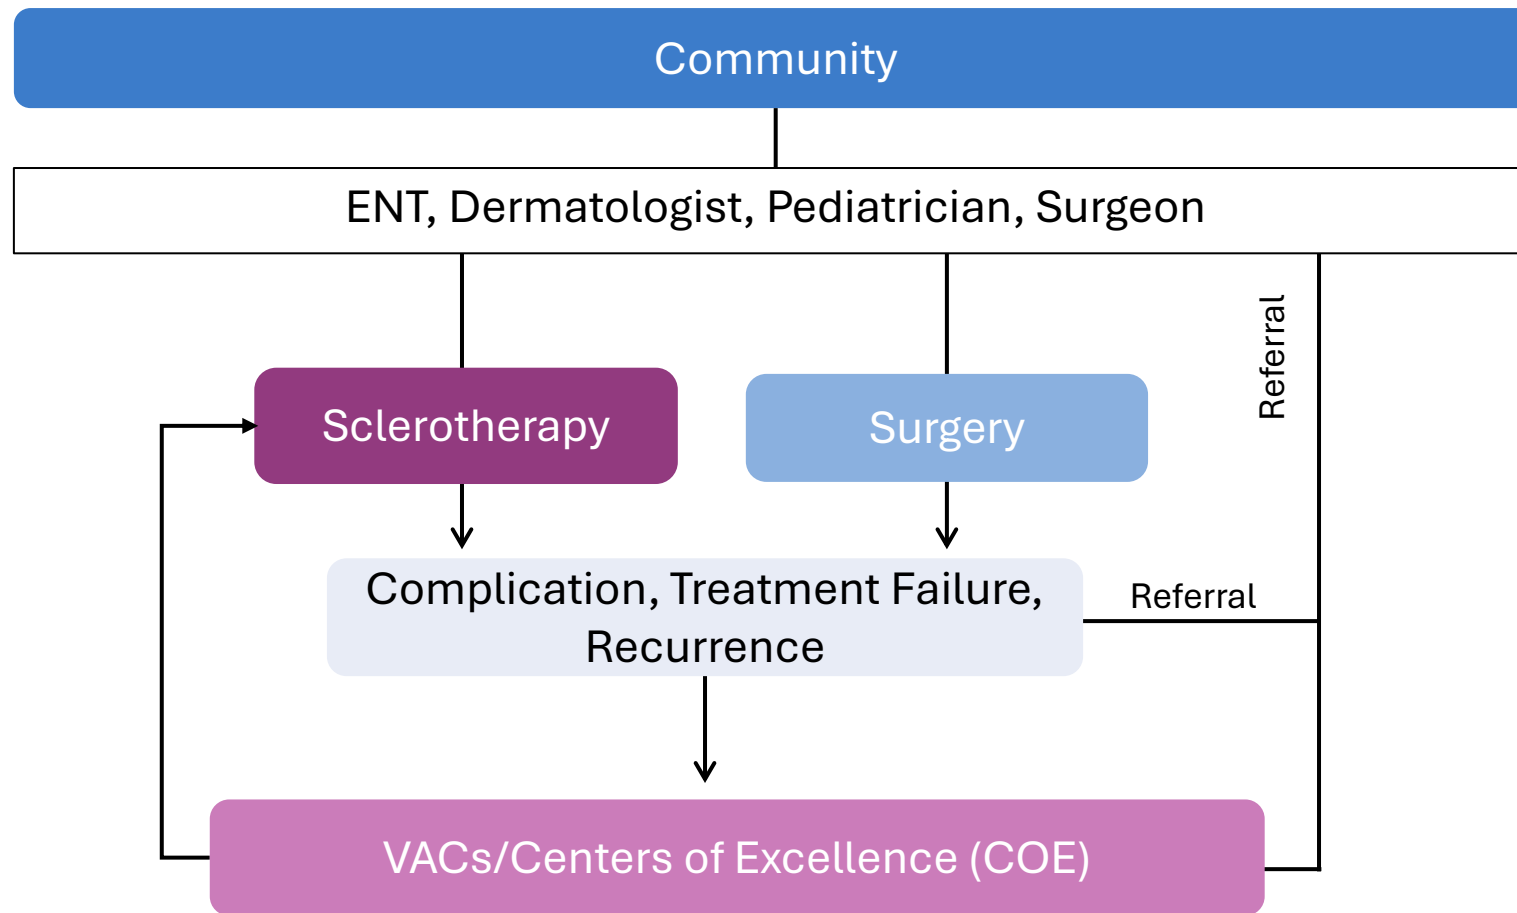 Community
ENT, Dermatologist, Pediatrician, Surgeon
Referral
Sclerotherapy
Surgery
Complication, Treatment Failure,
Recurrence
Referral
VACs/Centers of Excellence (COE)